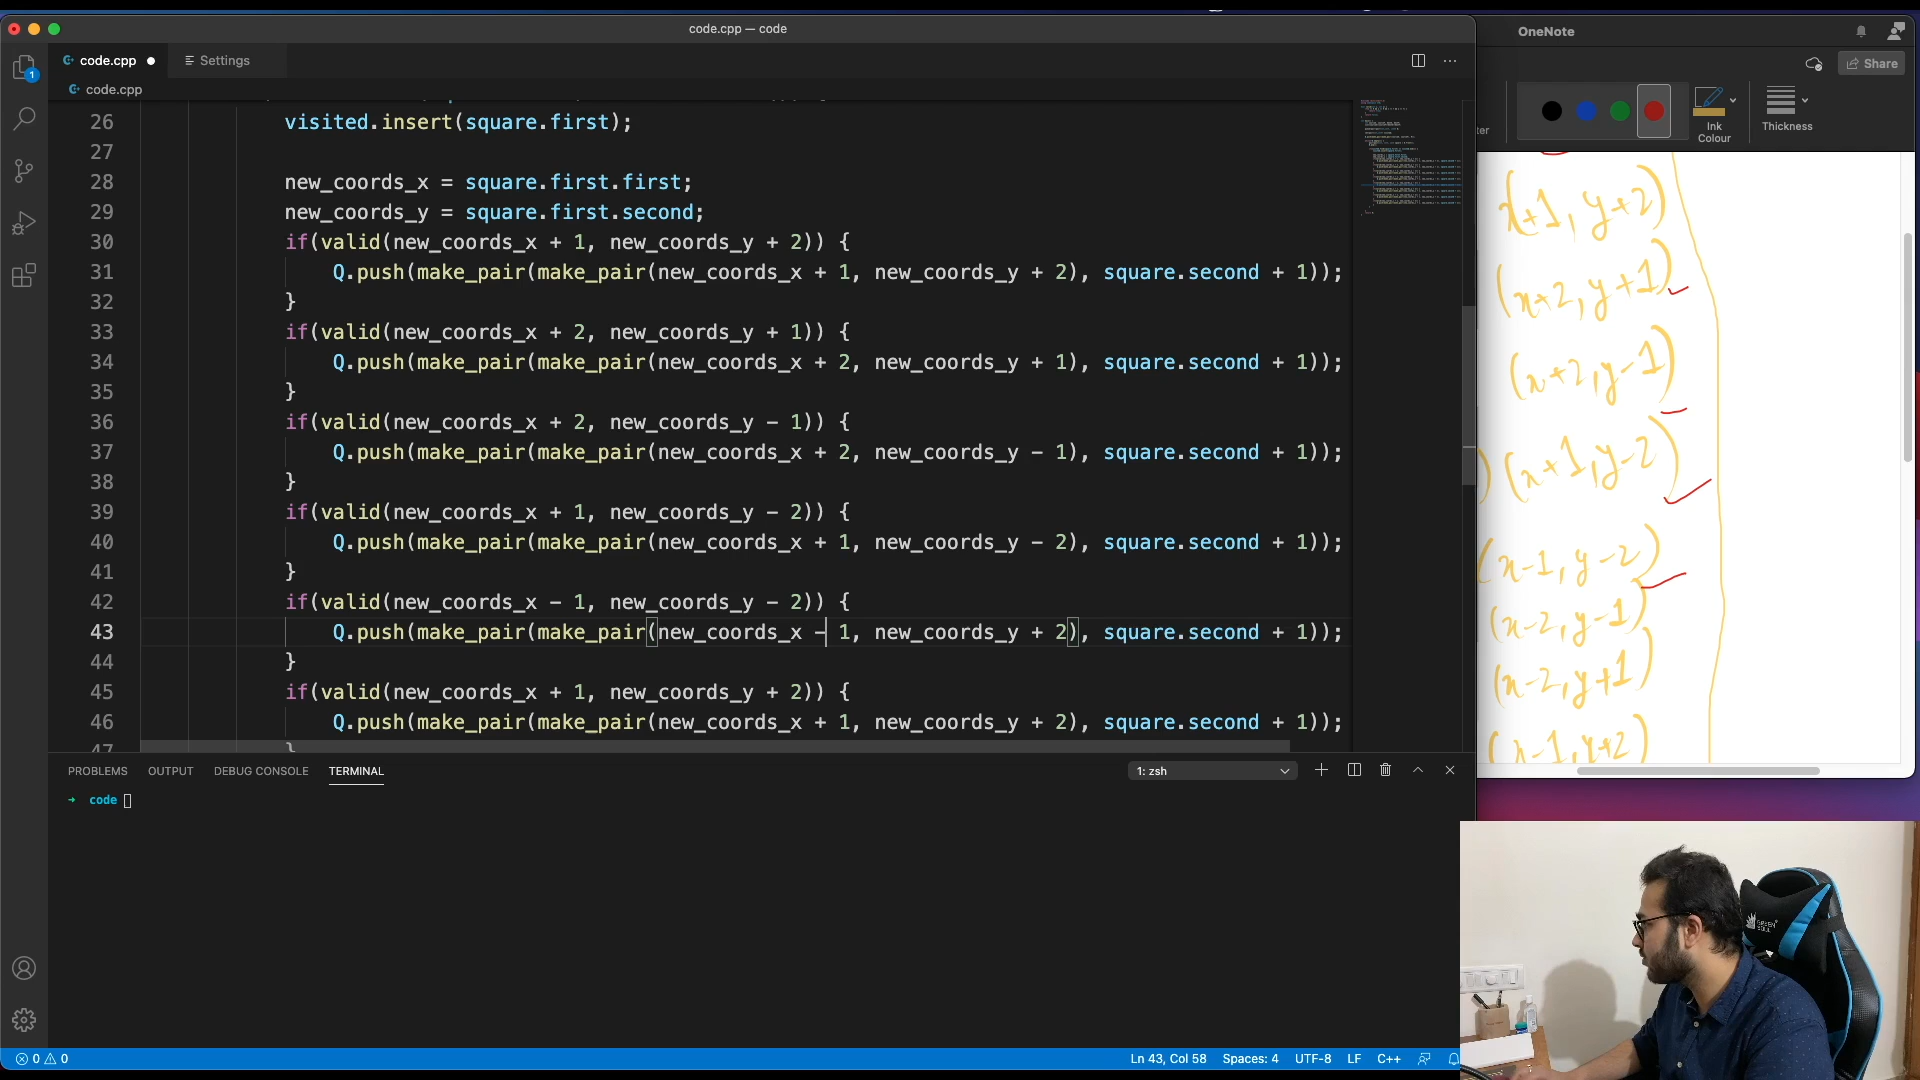 code.cpp — code
OneNote
code.cpp
Settings
Share
code.cpp
Ink
Colour
Thickness
26 visited.insert(square.first);
27
28 new_coords_x = square.first.first;
29 new_coords_y = square.first.second;
30 if(valid(new_coords_x + 1, new_coords_y + 2)) {
31 Q.push(make_pair(make_pair(new_coords_x + 1, new_coords_y + 2), square.second + 1));
32 }
33 if(valid(new_coords_x + 2, new_coords_y + 1)) {
34 Q.push(make_pair(make_pair(new_coords_x + 2, new_coords_y + 1), square.second + 1));
35 }
36 if(valid(new_coords_x + 2, new_coords_y - 1)) {
37 Q.push(make_pair(make_pair(new_coords_x + 2, new_coords_y - 1), square.second + 1));
38 }
39 if(valid(new_coords_x + 1, new_coords_y - 2)) {
40 Q.push(make_pair(make_pair(new_coords_x + 1, new_coords_y - 2), square.second + 1));
41 }
42 if(valid(new_coords_x - 1, new_coords_y - 2)) {
43 Q.push(make_pair(make_pair(new_coords_x - 1, new_coords_y + 2), square.second + 1));
44 }
45 if(valid(new_coords_x + 1, new_coords_y + 2)) {
46 Q.push(make_pair(make_pair(new_coords_x + 1, new_coords_y + 2), square.second + 1));
47 }
(x+1, y+2)
(x+2, y+1)
(x+2, y-1)
) (x+1, y-2)
(x-1, y-2)
(x-2, y-1)
(x-2, y+1)
(x-1, y+2)
PROBLEMS OUTPUT DEBUG CONSOLE TERMINAL
1: zsh
→ code
0 0
Ln 43, Col 58 Spaces: 4 UTF-8 LF C++
GREEN
SOUL